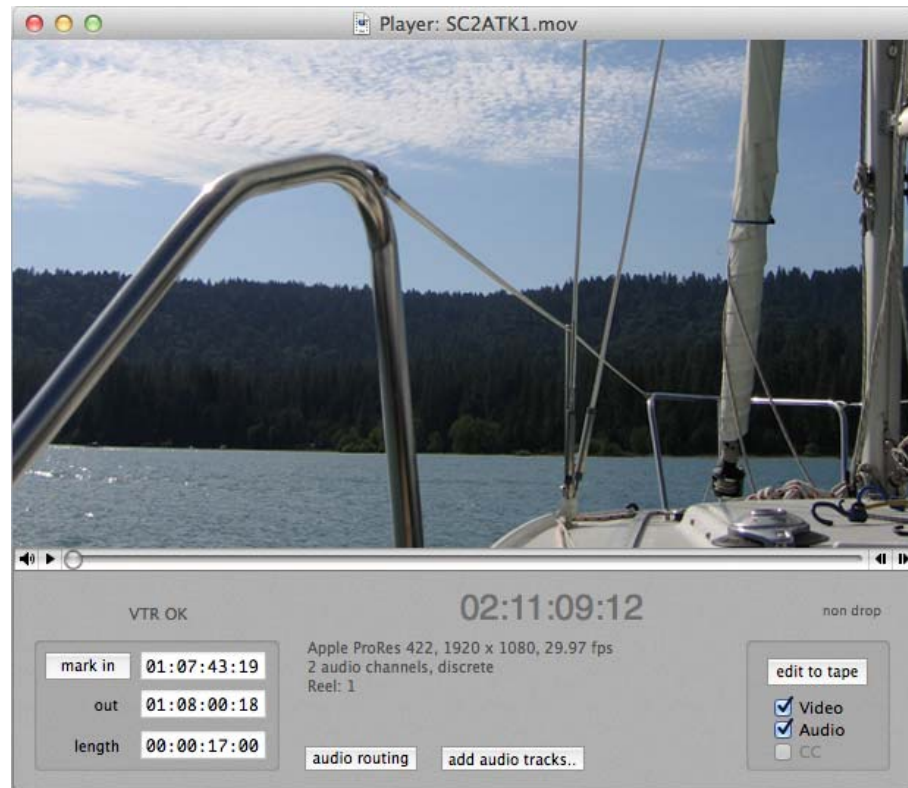 Player: SC2ATK1.mov
VTR OK
02:11:09:12
non drop
mark in 01:07:43:19
out 01:08:00:18
length 00:00:17:00
Apple ProRes 422, 1920 x 1080, 29.97 fps
2 audio channels, discrete
Reel: 1
audio routing
add audio tracks..
edit to tape
Video
Audio
CC